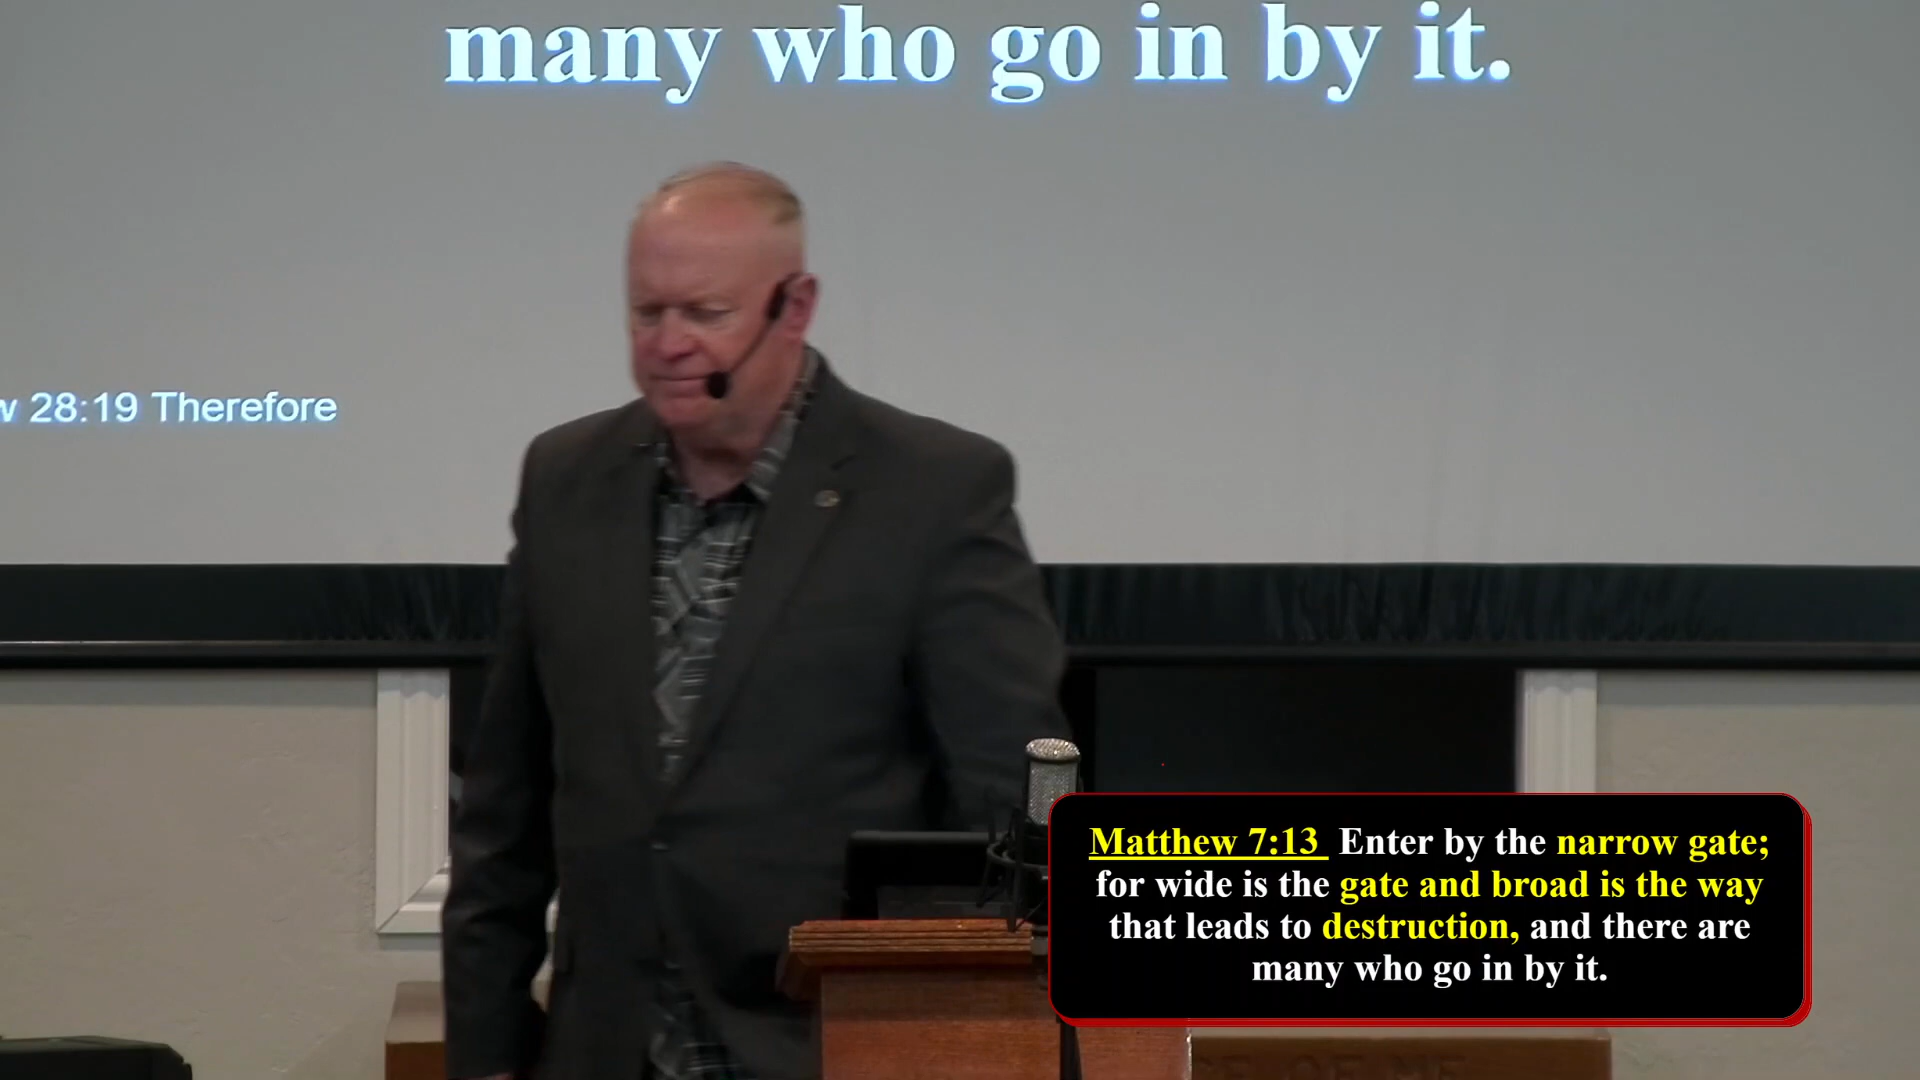 many who go in by it.
28:19 Therefore
Matthew 7:13 Enter by the narrow gate;
for wide is the gate and broad is the way
that leads to destruction, and there are
many who go in by it.
OF ME